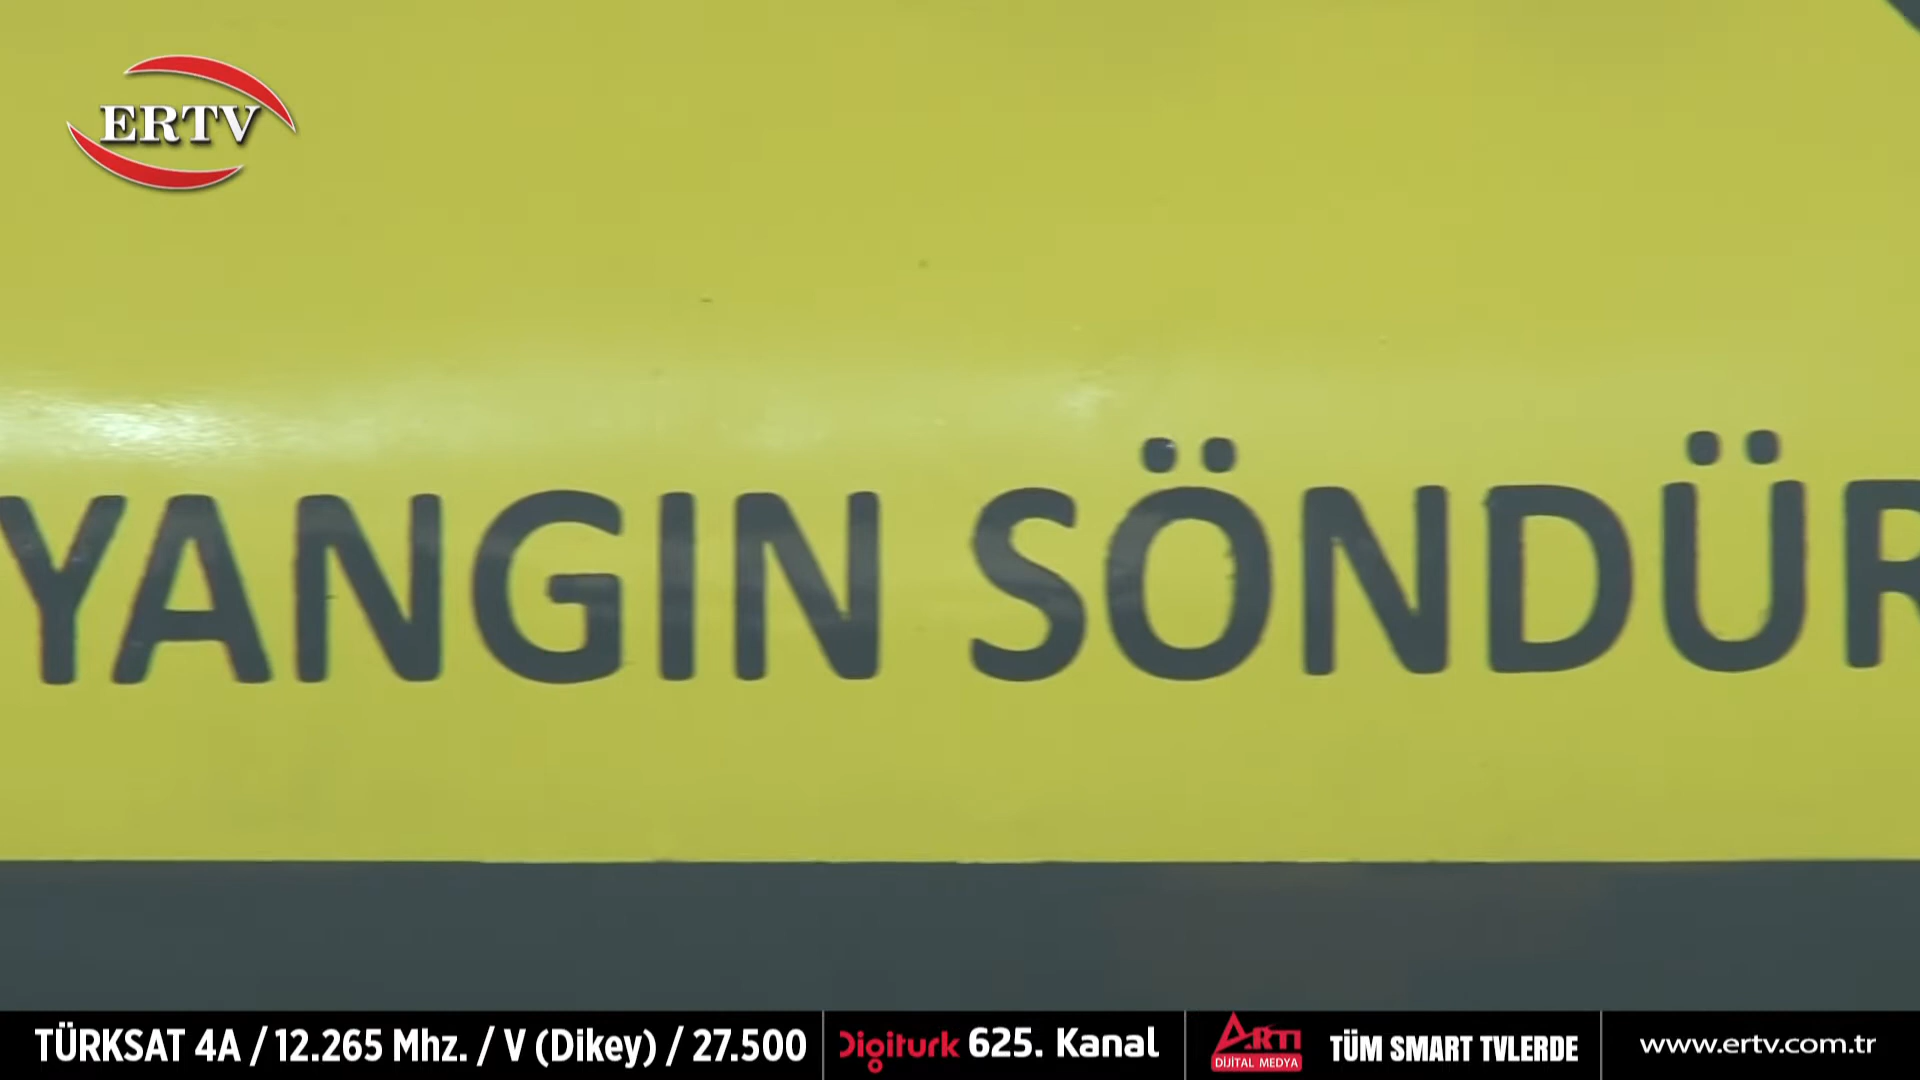 ERTV
YANGIN SÖNDÜR
TÜRKSAT 4A / 12.265 Mhz. / V (Dikey) / 27.500
Digiturk 625. Kanal
ARTI
DİJİTAL MEDYA
TÜM SMART TVLERDE
www.ertv.com.tr